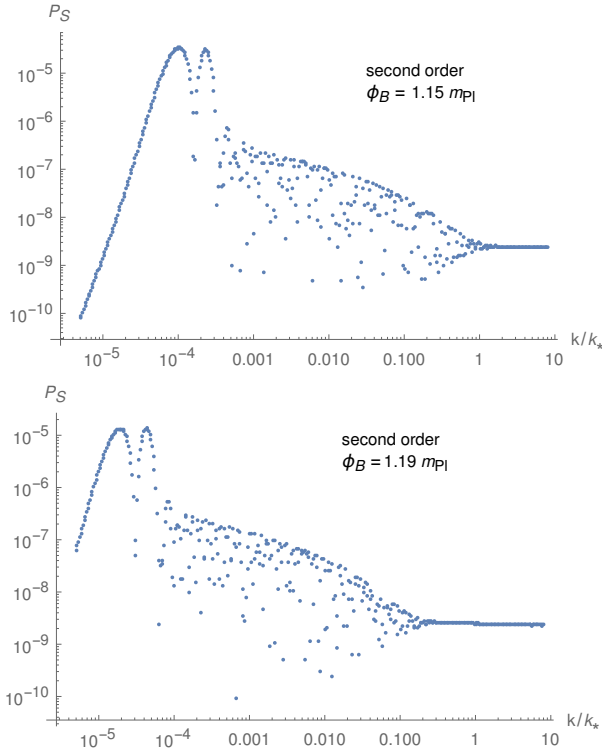 P_S
10^-5
10^-6
10^-7
10^-8
10^-9
10^-10
second order
ϕ_B = 1.15 m_Pl
10^-5 10^-4 0.001 0.010 0.100 1 10
k/k_*
P_S
10^-5
10^-6
10^-7
10^-8
10^-9
10^-10
second order
ϕ_B = 1.19 m_Pl
10^-5 10^-4 0.001 0.010 0.100 1 10
k/k_*